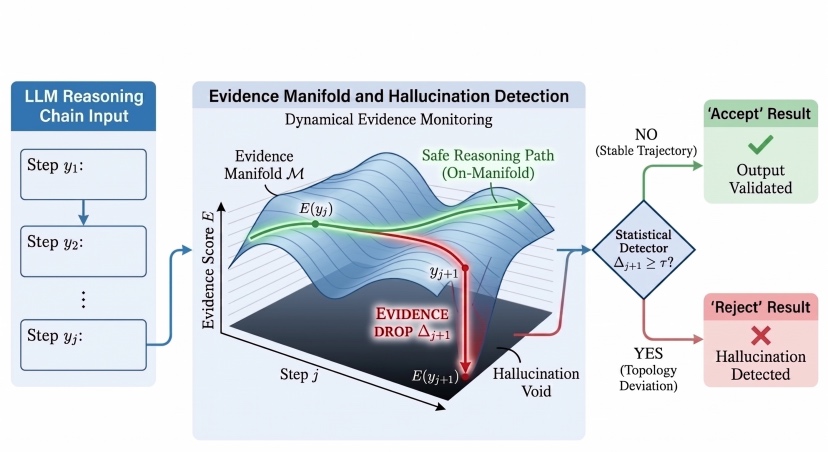 LLM Reasoning
Chain Input
Step y₁:
Step y₂:
⋮
Step yⱼ:
Evidence Manifold and Hallucination Detection
Dynamical Evidence Monitoring
Evidence
Manifold ℳ
Safe Reasoning Path
(On-Manifold)
E(yⱼ)
Evidence Score E
yⱼ₊₁
EVIDENCE
DROP Δⱼ₊₁
E(yⱼ₊₁)
Step j
Hallucination
Void
NO
(Stable Trajectory)
Statistical
Detector
Δⱼ₊₁ ≥ τ?
YES
(Topology
Deviation)
'Accept' Result
✓
Output
Validated
'Reject' Result
✗
Hallucination
Detected